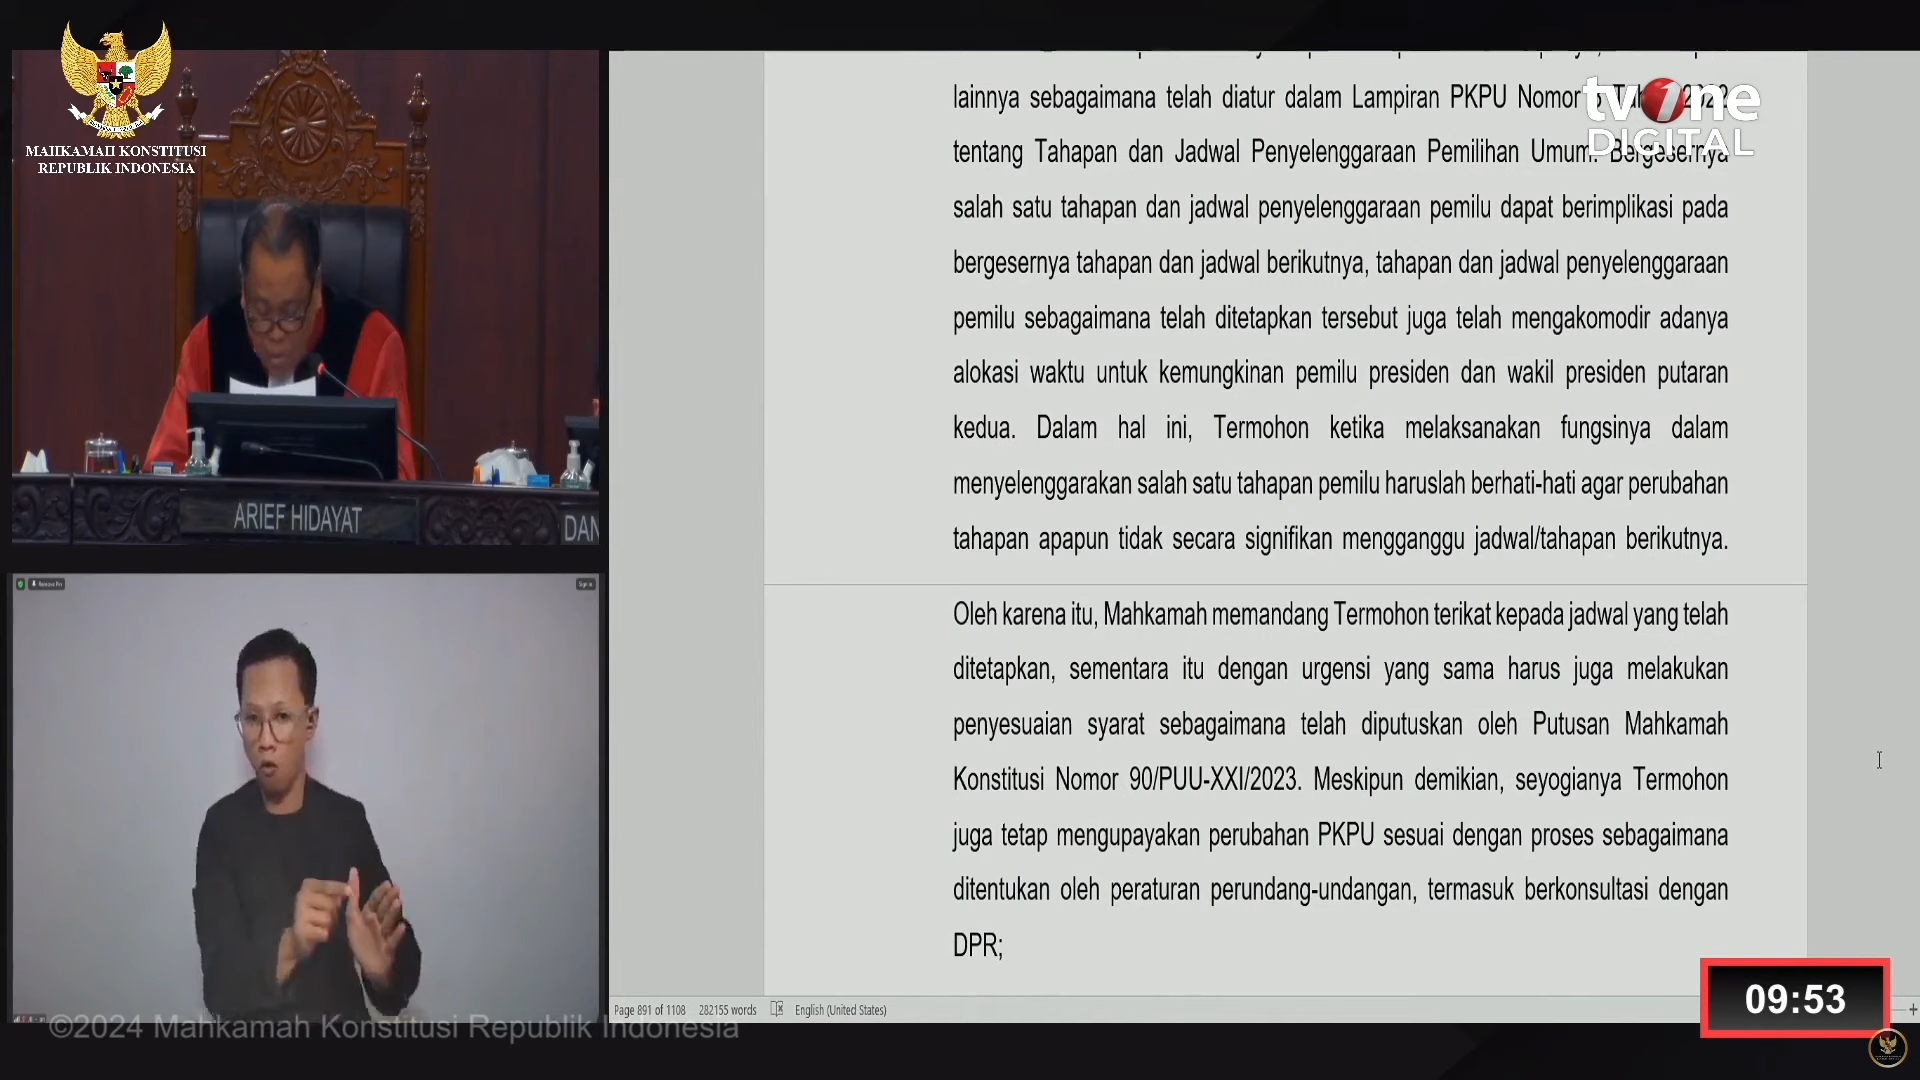 MAHKAMAH KONSTITUSI
REPUBLIK INDONESIA
ARIEF HIDAYAT
DAN
tvOne
DIGITAL
lainnya sebagaimana telah diatur dalam Lampiran PKPU Nomor
tentang Tahapan dan Jadwal Penyelenggaraan Pemilihan Umum. Bergesernya
salah satu tahapan dan jadwal penyelenggaraan pemilu dapat berimplikasi pada
bergesernya tahapan dan jadwal berikutnya, tahapan dan jadwal penyelenggaraan
pemilu sebagaimana telah ditetapkan tersebut juga telah mengakomodir adanya
alokasi waktu untuk kemungkinan pemilu presiden dan wakil presiden putaran
kedua. Dalam hal ini, Termohon ketika melaksanakan fungsinya dalam
menyelenggarakan salah satu tahapan pemilu haruslah berhati-hati agar perubahan
tahapan apapun tidak secara signifikan mengganggu jadwal/tahapan berikutnya.
Oleh karena itu, Mahkamah memandang Termohon terikat kepada jadwal yang telah
ditetapkan, sementara itu dengan urgensi yang sama harus juga melakukan
penyesuaian syarat sebagaimana telah diputuskan oleh Putusan Mahkamah
Konstitusi Nomor 90/PUU-XXI/2023. Meskipun demikian, seyogianya Termohon
juga tetap mengupayakan perubahan PKPU sesuai dengan proses sebagaimana
ditentukan oleh peraturan perundang-undangan, termasuk berkonsultasi dengan
DPR;
Page 891 of 1108 282155 words English (United States)
09:53
©2024 Mahkamah Konstitusi Republik Indonesia